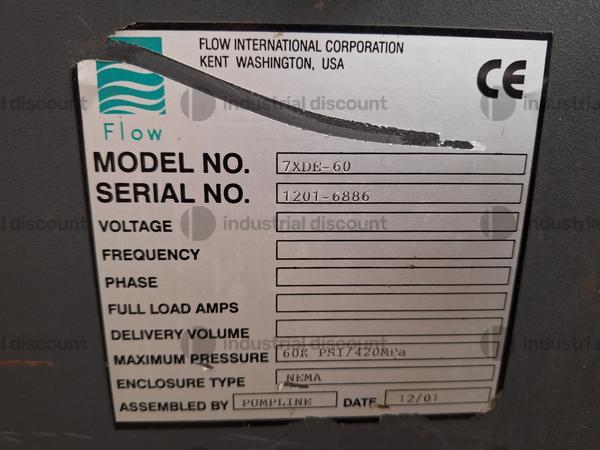 FLOW INTERNATIONAL CORPORATION
KENT WASHINGTON, USA
CE
Flow
MODEL NO. 7XDE-60
SERIAL NO. 1201-6886
VOLTAGE
FREQUENCY
PHASE
FULL LOAD AMPS
DELIVERY VOLUME
MAXIMUM PRESSURE 60K PSI/420MPa
ENCLOSURE TYPE NEMA
ASSEMBLED BY PUMPLINE DATE 12/01
industrial discount
industrial discount
industrial discount
industrial discount